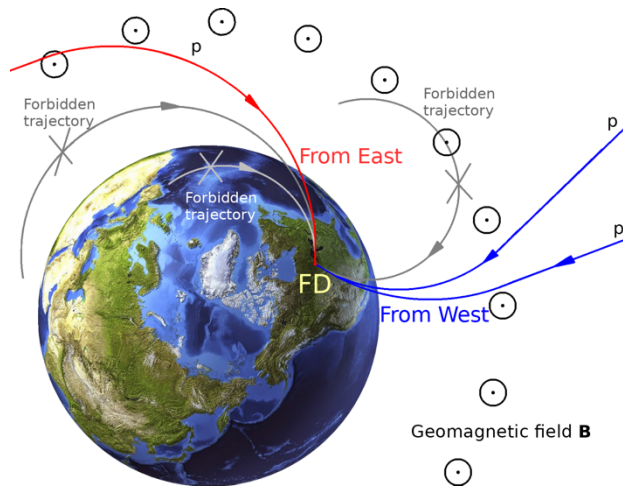 p
Forbidden
trajectory
Forbidden
trajectory
p
From East
Forbidden
trajectory
p
FD
From West
Geomagnetic field B